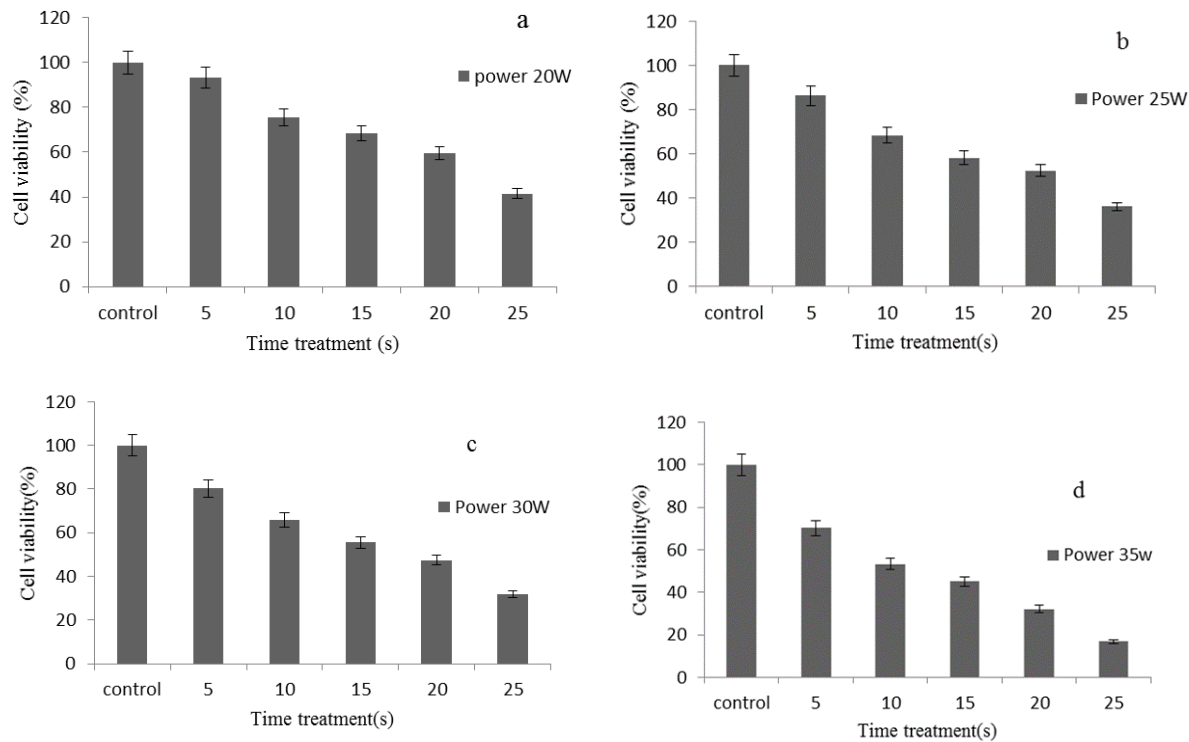 a
power 20W
Cell viability (%)
120
100
80
60
40
20
0
control 5 10 15 20 25
Time treatment (s)
b
Power 25W
Cell viability (%)
120
100
80
60
40
20
0
control 5 10 15 20 25
Time treatment(s)
c
Power 30W
Cell viability(%)
120
100
80
60
40
20
0
control 5 10 15 20 25
Time treatment(s)
d
Power 35w
Cell viability(%)
120
100
80
60
40
20
0
control 5 10 15 20 25
Time treatment(s)